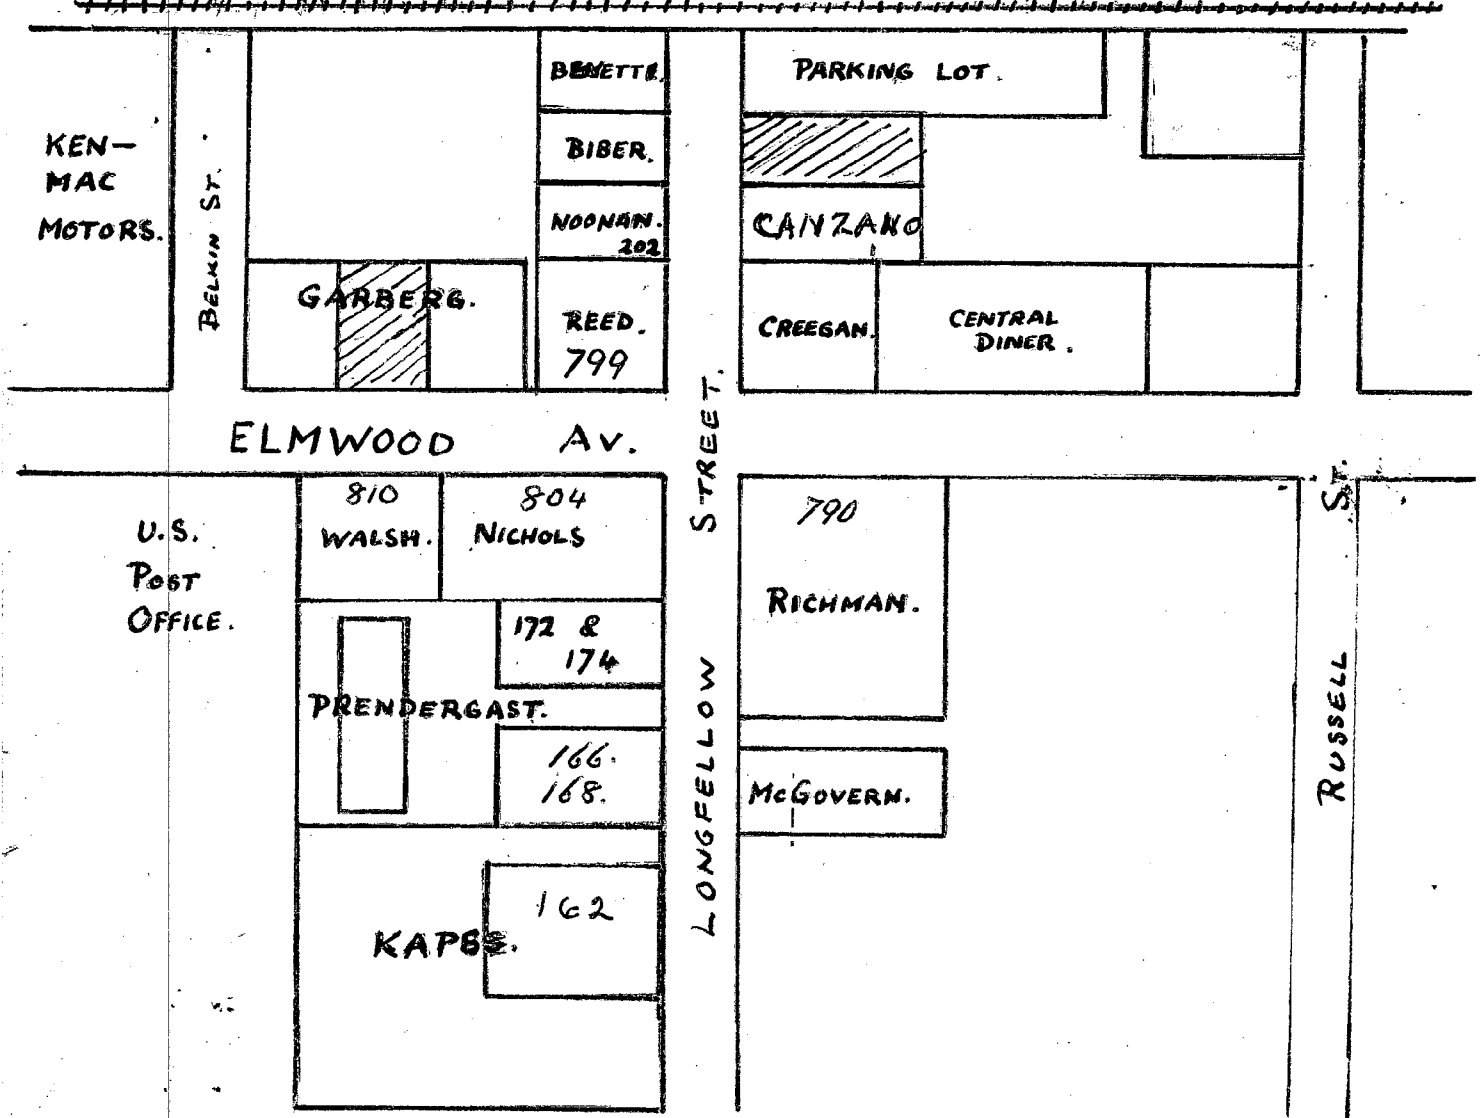 BENETTE.
PARKING LOT.
KEN-
MAC
MOTORS.
BIBER.
BELKIN ST.
NOONAN.
202
CANZANO
GARBERG.
REED.
799
CREEGAN.
CENTRAL
DINER.
ELMWOOD AV.
LONGFELLOW STREET.
RUSSELL ST.
U.S.
POST
OFFICE.
810
WALSH.
804
NICHOLS
790
RICHMAN.
172 &
174
PRENDERGAST.
166.
168.
McGOVERN.
162